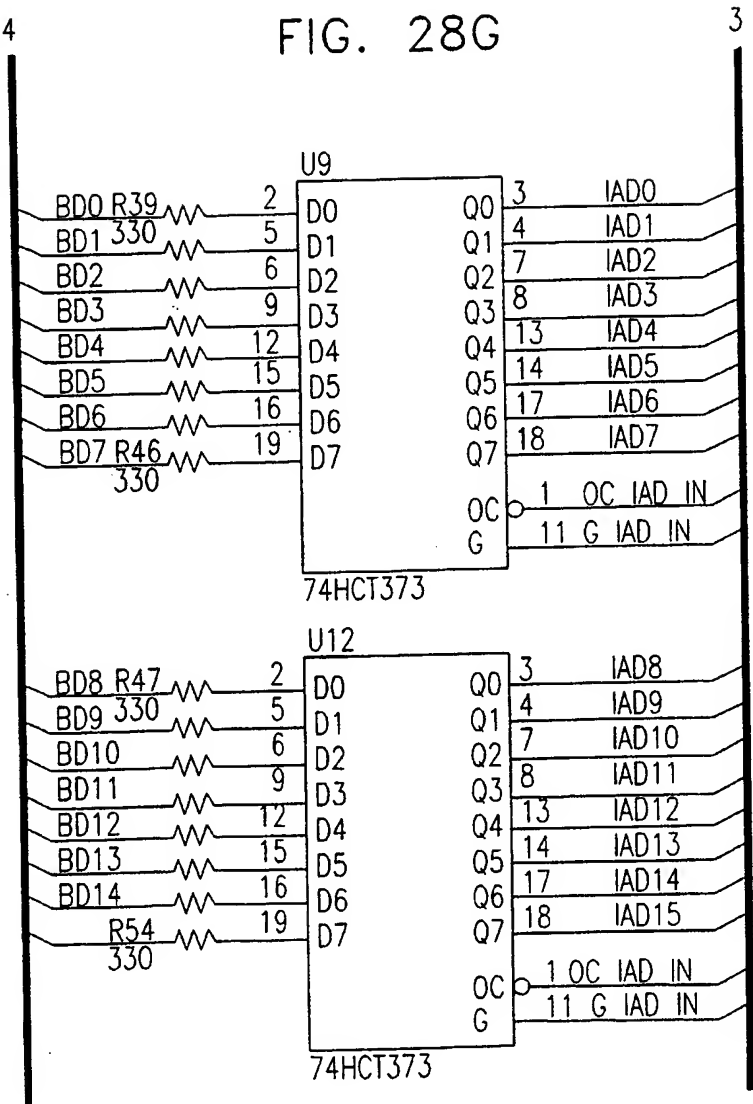 4 FIG. 28G 3
U9
BD0 R39 2 D0 Q0 3 IAD0
330
BD1 5 D1 Q1 4 IAD1
BD2 6 D2 Q2 7 IAD2
BD3 9 D3 Q3 8 IAD3
BD4 12 D4 Q4 13 IAD4
BD5 15 D5 Q5 14 IAD5
BD6 16 D6 Q6 17 IAD6
BD7 R46 19 D7 Q7 18 IAD7
330
OC 1 OC IAD IN
G 11 G IAD IN
74HCT373
U12
BD8 R47 2 D0 Q0 3 IAD8
330
BD9 5 D1 Q1 4 IAD9
BD10 6 D2 Q2 7 IAD10
BD11 9 D3 Q3 8 IAD11
BD12 12 D4 Q4 13 IAD12
BD13 15 D5 Q5 14 IAD13
BD14 16 D6 Q6 17 IAD14
R54 19 D7 Q7 18 IAD15
330
OC 1 OC IAD IN
G 11 G IAD IN
74HCT373